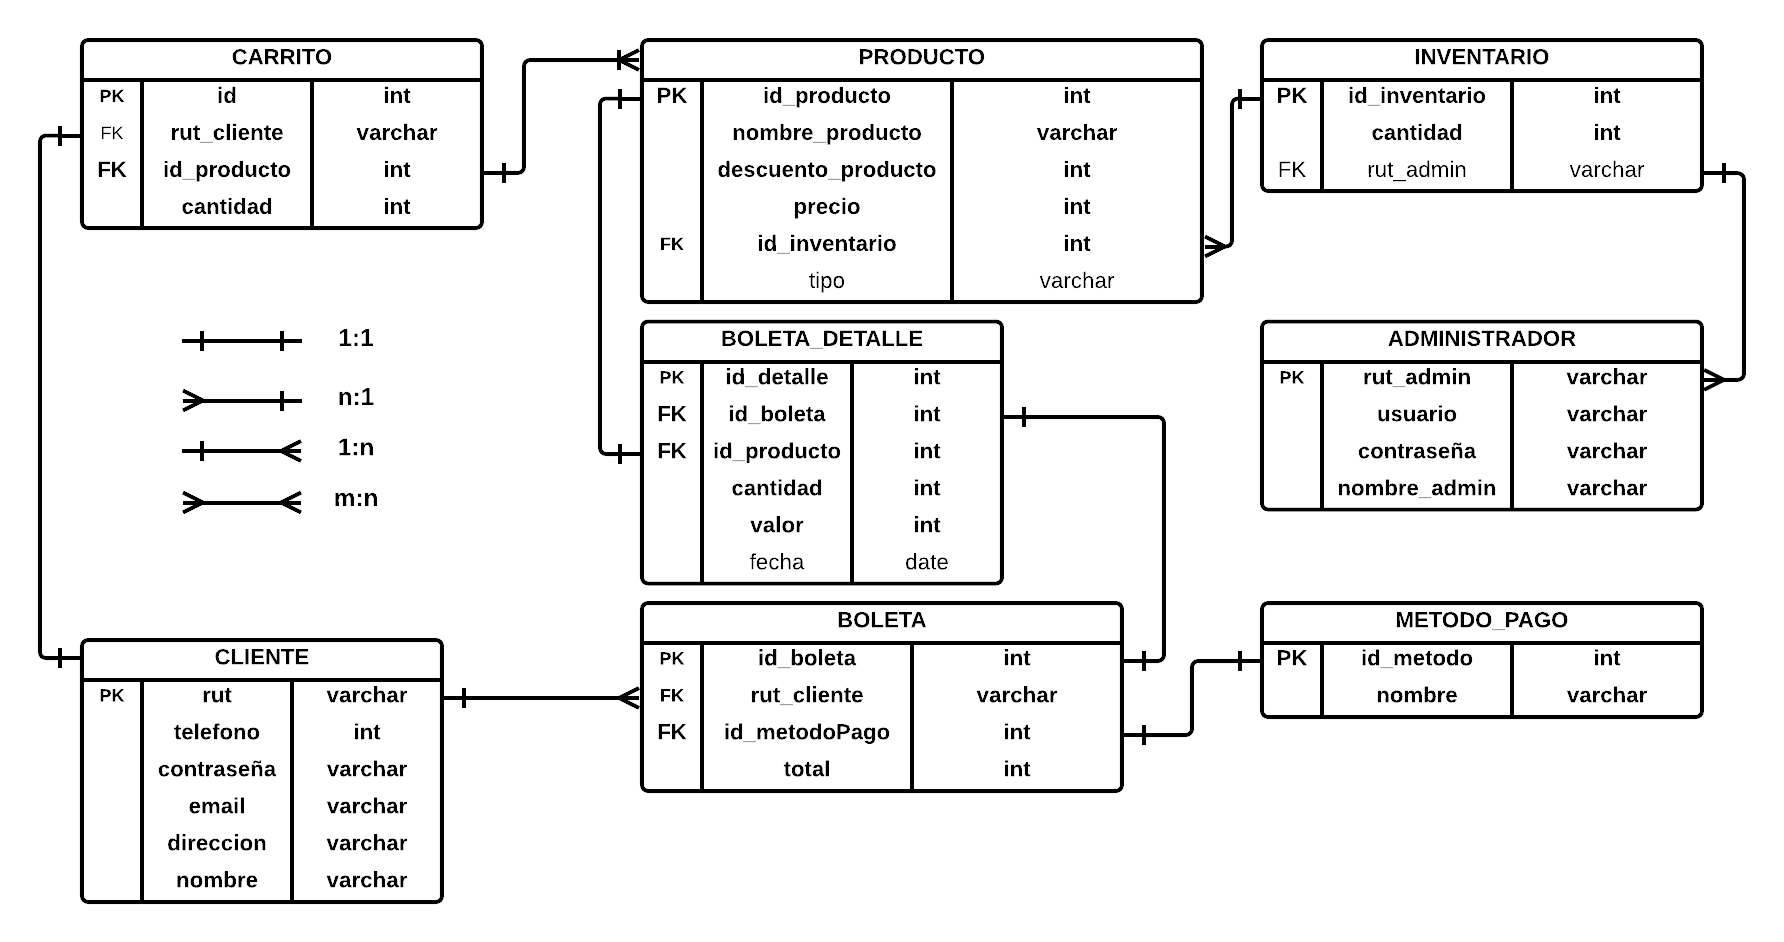 CARRITO
PK id int
FK rut_cliente varchar
FK id_producto int
cantidad int
PRODUCTO
PK id_producto int
nombre_producto varchar
descuento_producto int
precio int
FK id_inventario int
tipo varchar
INVENTARIO
PK id_inventario int
cantidad int
FK rut_admin varchar
1:1
n:1
1:n
m:n
BOLETA_DETALLE
PK id_detalle int
FK id_boleta int
FK id_producto int
cantidad int
valor int
fecha date
ADMINISTRADOR
PK rut_admin varchar
usuario varchar
contraseña varchar
nombre_admin varchar
CLIENTE
PK rut varchar
telefono int
contraseña varchar
email varchar
direccion varchar
nombre varchar
BOLETA
PK id_boleta int
FK rut_cliente varchar
FK id_metodoPago int
total int
METODO_PAGO
PK id_metodo int
nombre varchar